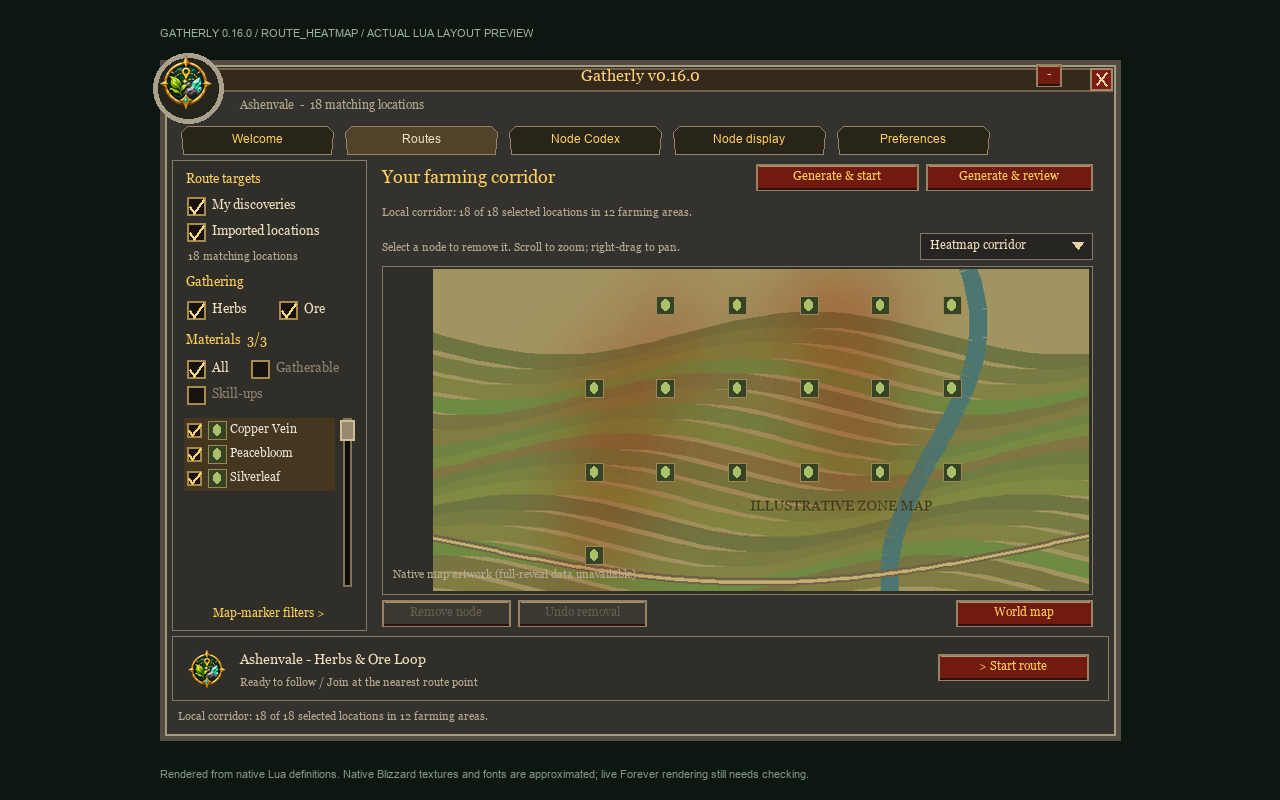 GATHERLY 0.16.0 / ROUTE_HEATMAP / ACTUAL LUA LAYOUT PREVIEW
Gatherly v0.16.0
-
X
Ashenvale - 18 matching locations
Welcome
Routes
Node Codex
Node display
Preferences
Route targets
My discoveries
Imported locations
18 matching locations
Gathering
Herbs
Ore
Materials 3/3
All
Gatherable
Skill-ups
Copper Vein
Peacebloom
Silverleaf
Map-marker filters >
Your farming corridor
Generate & start
Generate & review
Local corridor: 18 of 18 selected locations in 12 farming areas.
Select a node to remove it. Scroll to zoom; right-drag to pan.
Heatmap corridor
ILLUSTRATIVE ZONE MAP
Native map artwork (full-reveal data unavailable)
Remove node
Undo removal
World map
Ashenvale - Herbs & Ore Loop
Ready to follow / Join at the nearest route point
> Start route
Local corridor: 18 of 18 selected locations in 12 farming areas.
Rendered from native Lua definitions. Native Blizzard textures and fonts are approximated; live Forever rendering still needs checking.